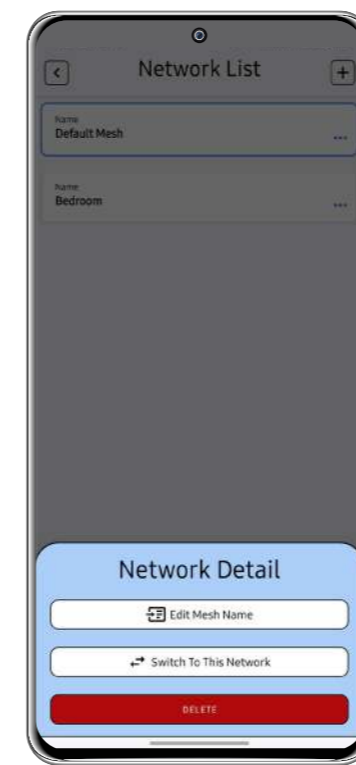 Network List
Name
Default Mesh
...
Name
Bedroom
...
Network Detail
Edit Mesh Name
Switch To This Network
DELETE